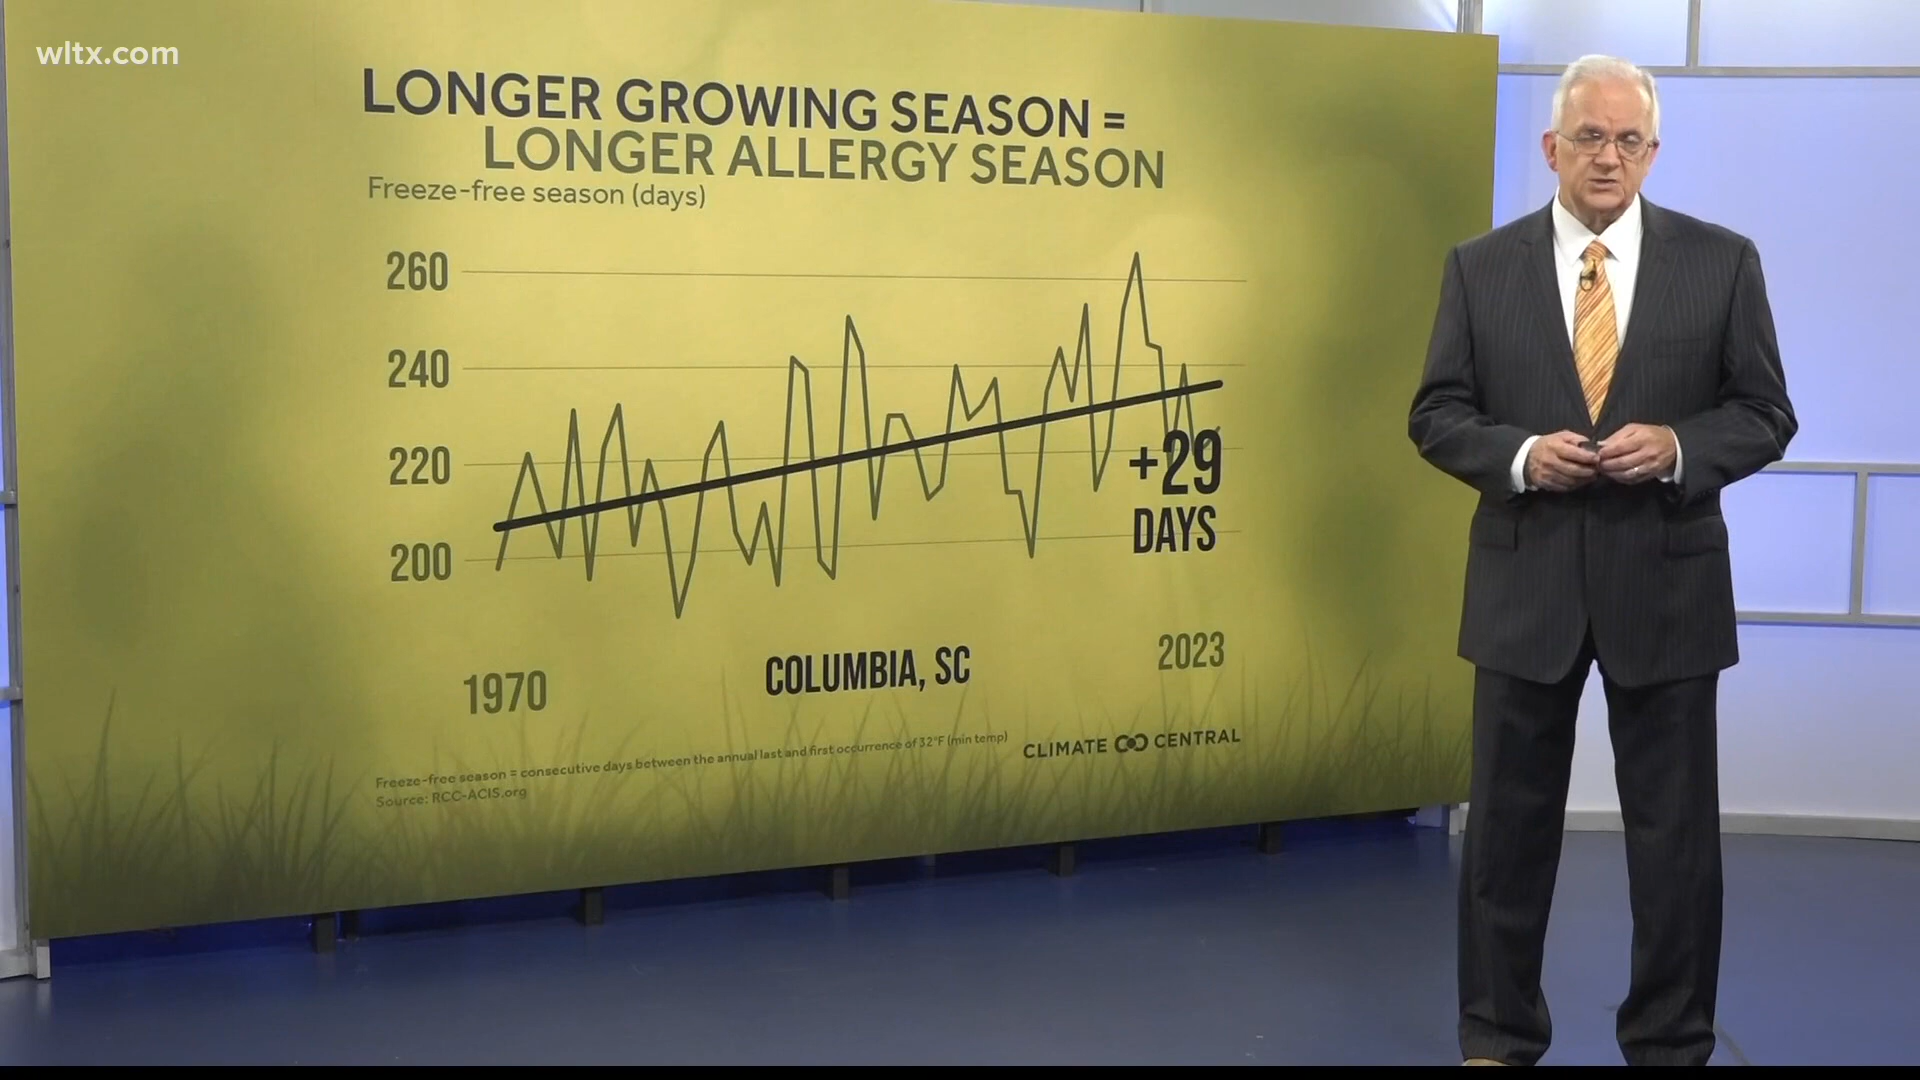 wltx.com
LONGER GROWING SEASON =
LONGER ALLERGY SEASON
Freeze-free season (days)
260
240
220
200
+29
DAYS
1970
COLUMBIA, SC
2023
Freeze-free season = consecutive days between the annual last and first occurrence of 32°F (min temp)
Source: RCC-ACIS.org
CLIMATE CENTRAL